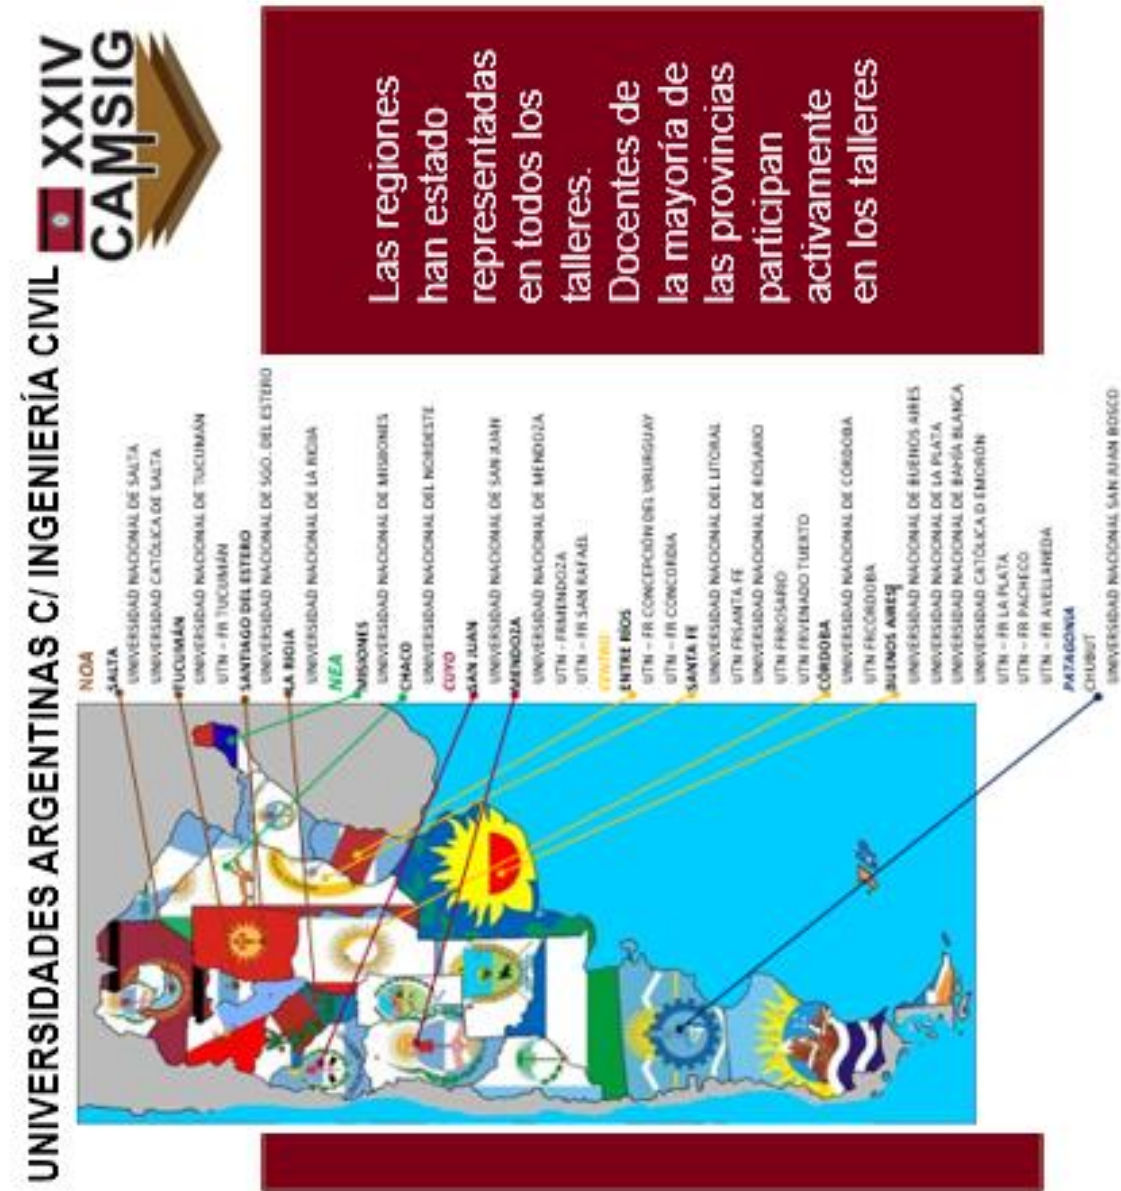 UNIVERSIDADES ARGENTINAS C/ INGENIERÍA CIVIL
XXIV
CAMSIG
NOA
SALTA
UNIVERSIDAD NACIONAL DE SALTA
UNIVERSIDAD CATÓLICA DE SALTA
TUCUMÁN
UNIVERSIDAD NACIONAL DE TUCUMÁN
UTN – FR TUCUMÁN
SANTIAGO DEL ESTERO
UNIVERSIDAD NACIONAL DE SGO. DEL ESTERO
LA RIOJA
UNIVERSIDAD NACIONAL DE LA RIOJA
NEA
MISIONES
UNIVERSIDAD NACIONAL DE MISIONES
CHACO
UNIVERSIDAD NACIONAL DEL NORDESTE
CUYO
SAN JUAN
UNIVERSIDAD NACIONAL DE SAN JUAN
MENDOZA
UNIVERSIDAD NACIONAL DE MENDOZA
UTN - FRMENDOZA
UTN – FR SAN RAFAEL
CENTRO
ENTRE RÍOS
UTN – FR CONCEPCIÓN DEL URURGUAY
UTN – FR CONCORDIA
SANTA FE
UNIVERSIDAD NACIONAL DEL LITORAL
UTN FRSANTA FE
UNIVERSIDAD NACIONAL DE ROSARIO
UTN FRROSARIO
UTN FRVENADO TUERTO
CÓRDOBA
UNIVERSIDAD NACIONAL DE CÓRDOBA
UTN FRCÓRDOBA
BUENOS AIRES
UNIVERSIDAD NACIONAL DE BUENOS AIRES
UNIVERSIDAD NACIONAL DE LA PLATA
UNIVERSIDAD NACIONAL DE BAHÍA BLANCA
UNIVERSIDAD CATÓLICA D EMORÓN
UTN – FR LA PLATA
UTN – FR PACHECO
UTN – FR AVELLANEDA
PATAGONIA
CHUBUT
UNIVERSIDAD NACIONAL SAN JUAN BOSCO
Las regiones
han estado
representadas
en todos los
talleres.
Docentes de
la mayoría de
las provincias
participan
activamente
en los talleres